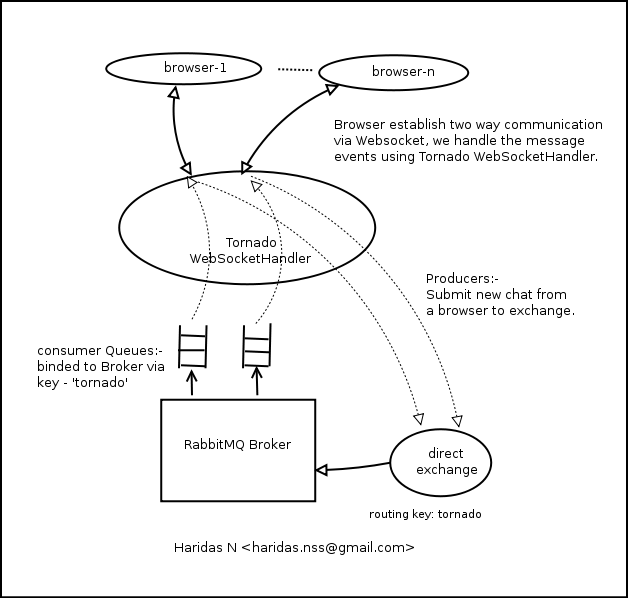 browser-1
browser-n
Browser establish two way communication
via Websocket, we handle the message
events using Tornado WebSocketHandler.
Tornado
WebSocketHandler
Producers:-
Submit new chat from
a browser to exchange.
consumer Queues:-
binded to Broker via
key - 'tornado'
RabbitMQ Broker
direct
exchange
routing key: tornado
Haridas N <haridas.nss@gmail.com>